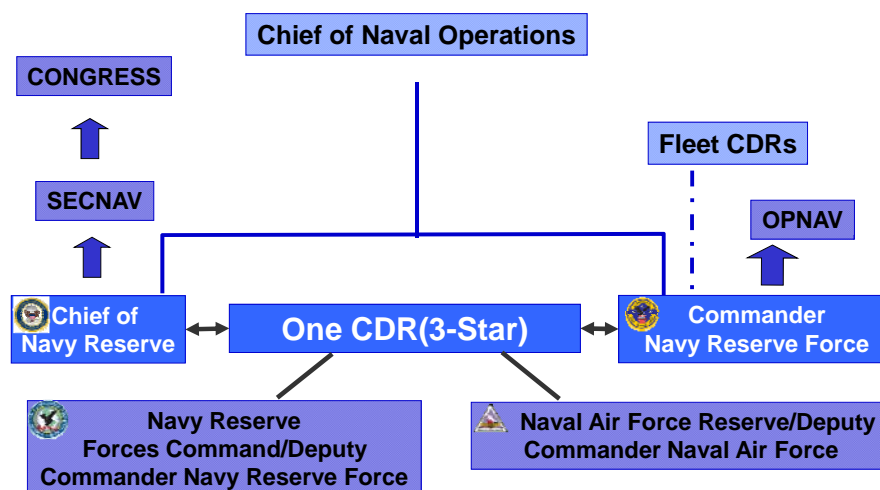 Chief of Naval Operations
CONGRESS
Fleet CDRs
SECNAV
OPNAV
Chief of
Navy Reserve
One CDR(3-Star)
Commander
Navy Reserve Force
Navy Reserve
Forces Command/Deputy
Commander Navy Reserve Force
Naval Air Force Reserve/Deputy
Commander Naval Air Force